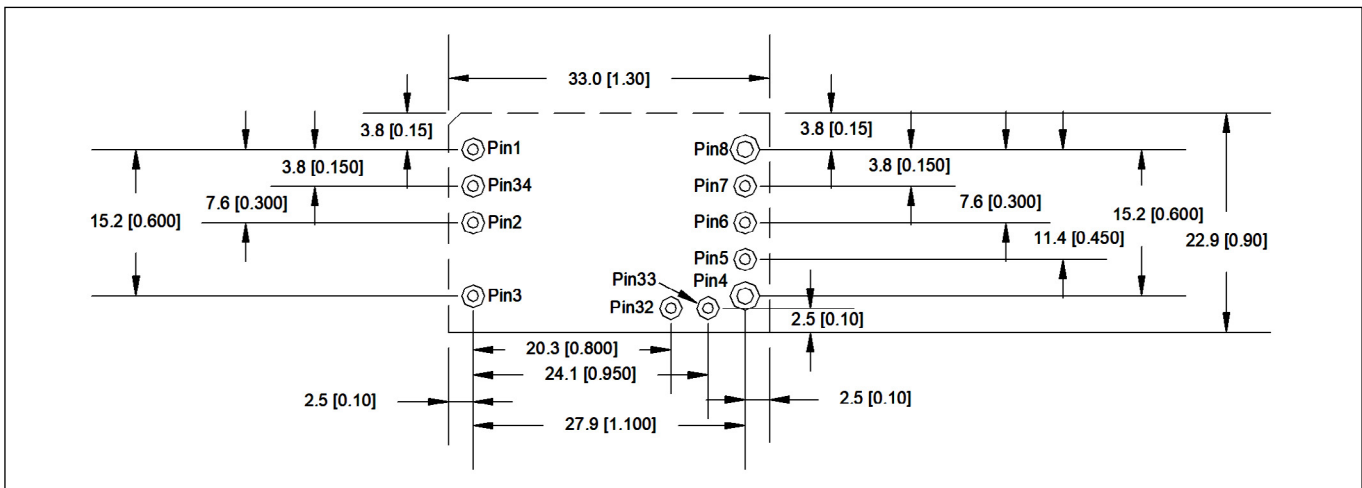 33.0 [1.30]
3.8 [0.15]
3.8 [0.15]
Pin1
Pin8
3.8 [0.150]
3.8 [0.150]
Pin34
Pin7
7.6 [0.300]
7.6 [0.300]
15.2 [0.600]
15.2 [0.600]
Pin2
Pin6
11.4 [0.450]
22.9 [0.90]
Pin5
Pin33
Pin4
Pin3
Pin32
2.5 [0.10]
20.3 [0.800]
24.1 [0.950]
2.5 [0.10]
2.5 [0.10]
27.9 [1.100]